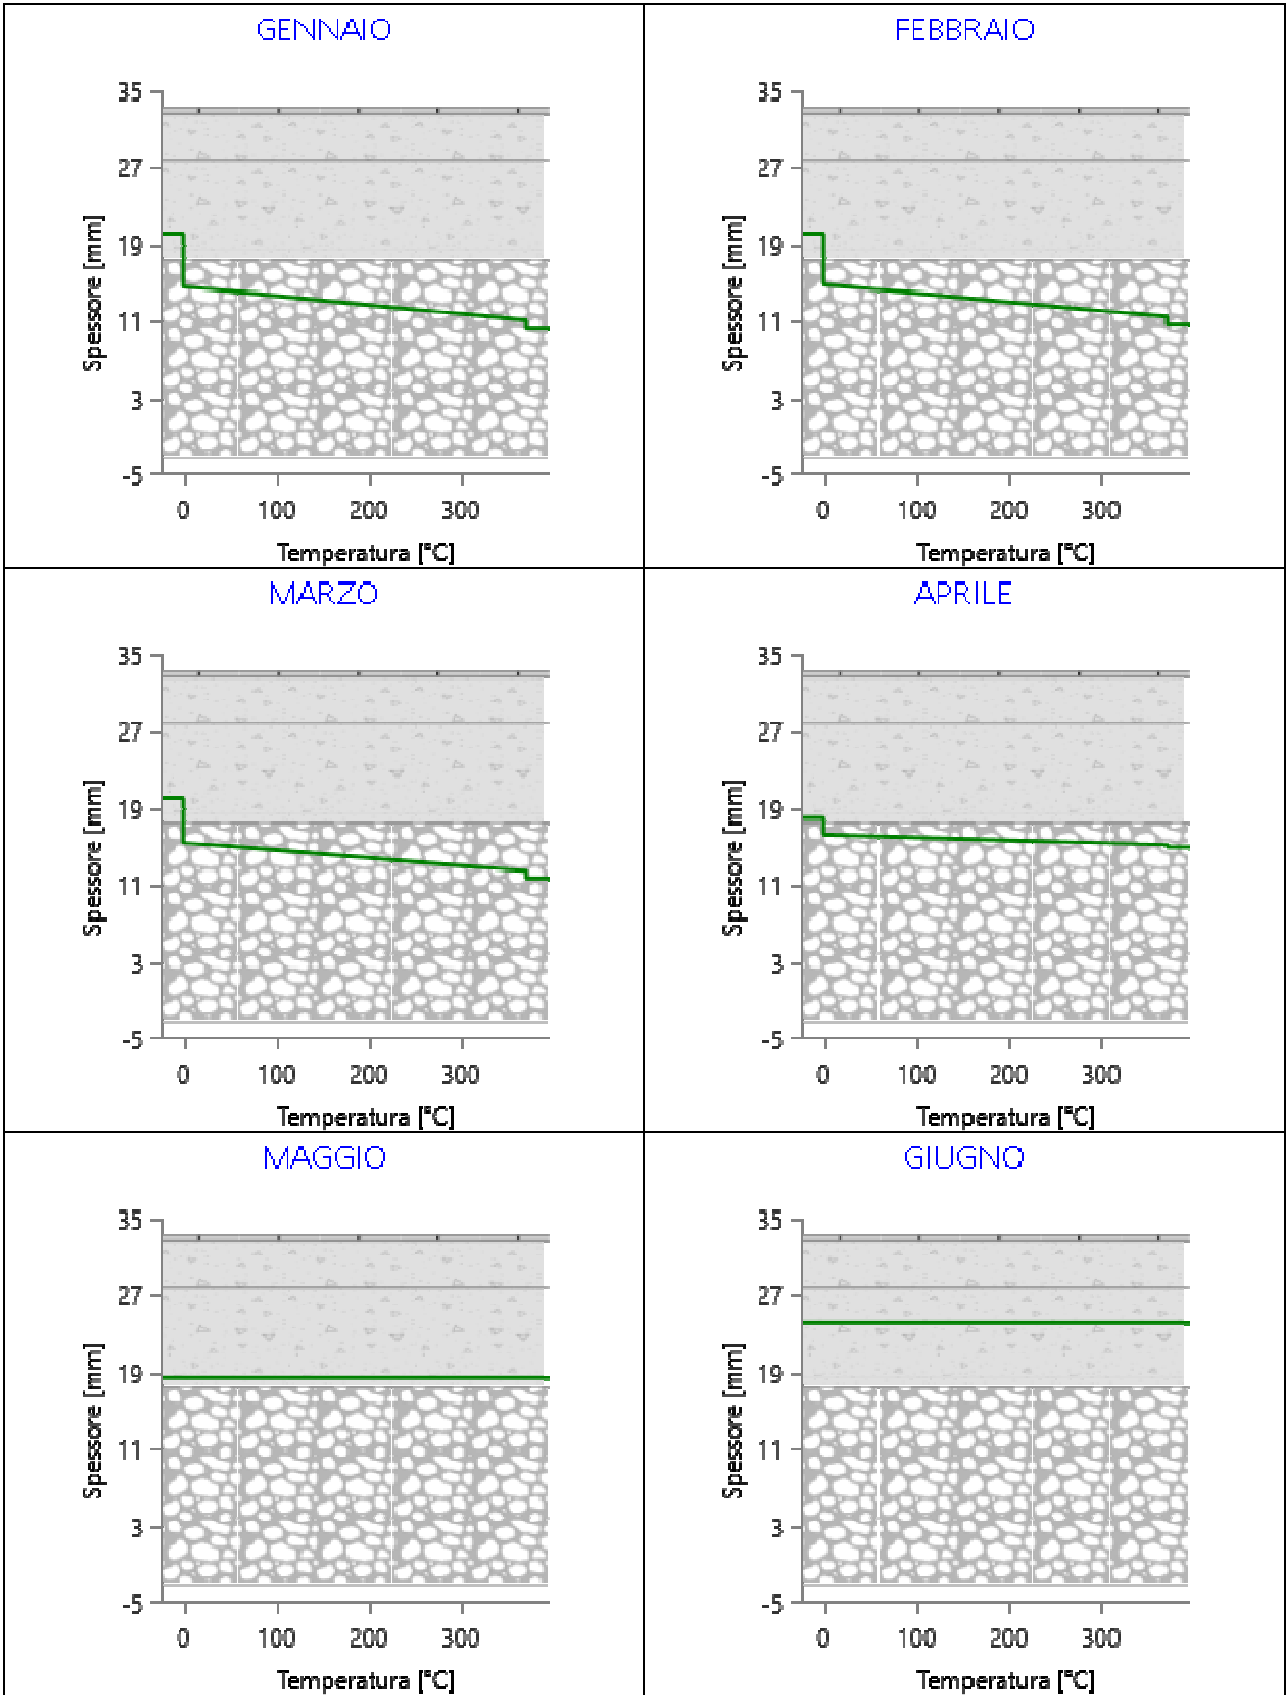 GENNAIO
35
27
19
11
3
-5
Spessore [mm]
0 100 200 300
Temperatura [°C]
FEBBRAIO
35
27
19
11
3
-5
Spessore [mm]
0 100 200 300
Temperatura [°C]
MARZO
35
27
19
11
3
-5
Spessore [mm]
0 100 200 300
Temperatura [°C]
APRILE
35
27
19
11
3
-5
Spessore [mm]
0 100 200 300
Temperatura [°C]
MAGGIO
35
27
19
11
3
-5
Spessore [mm]
0 100 200 300
Temperatura [°C]
GIUGNO
35
27
19
11
3
-5
Spessore [mm]
0 100 200 300
Temperatura [°C]